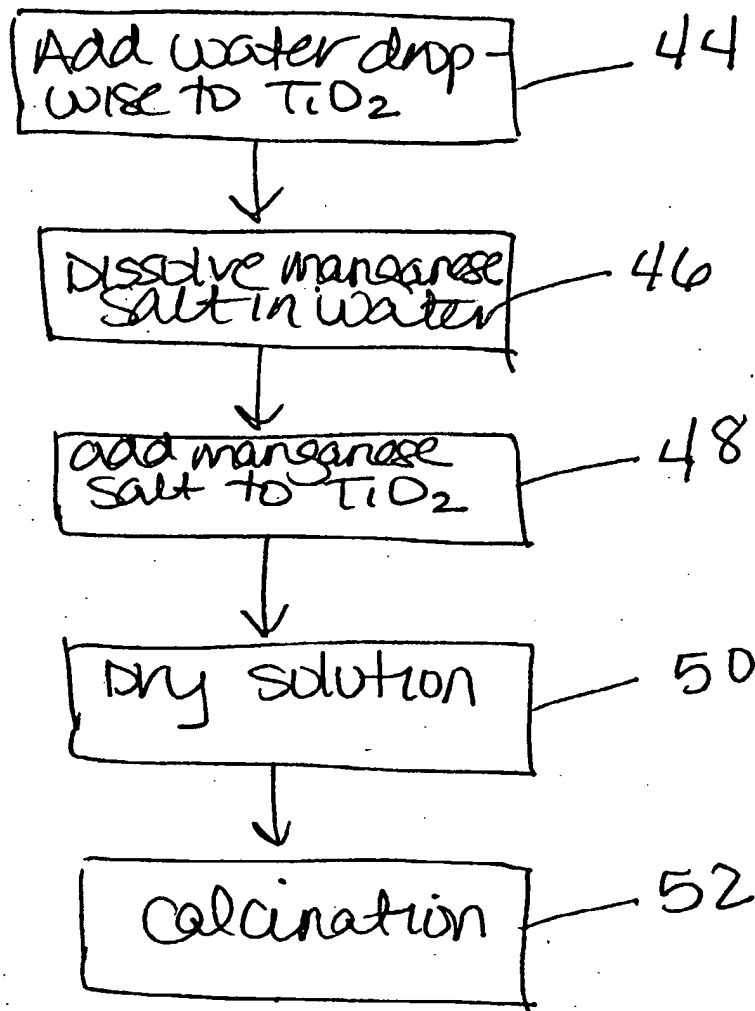 Add water drop-
wise to TiO2
44
Dissolve manganese
salt in water
46
add manganese
salt to TiO2
48
Dry solution
50
Calcination
52